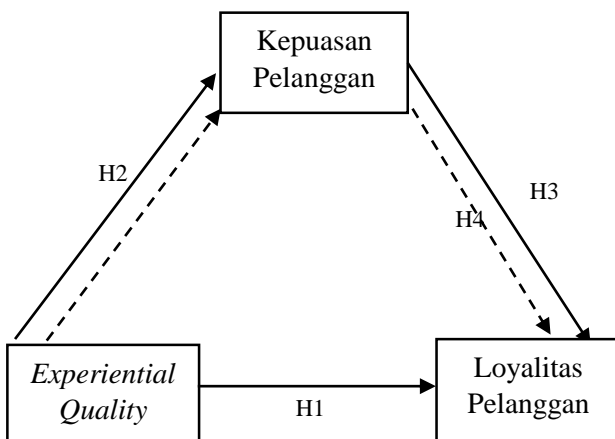 Kepuasan
Pelanggan
H2
H3
H4
Experiential
Quality
H1
Loyalitas
Pelanggan